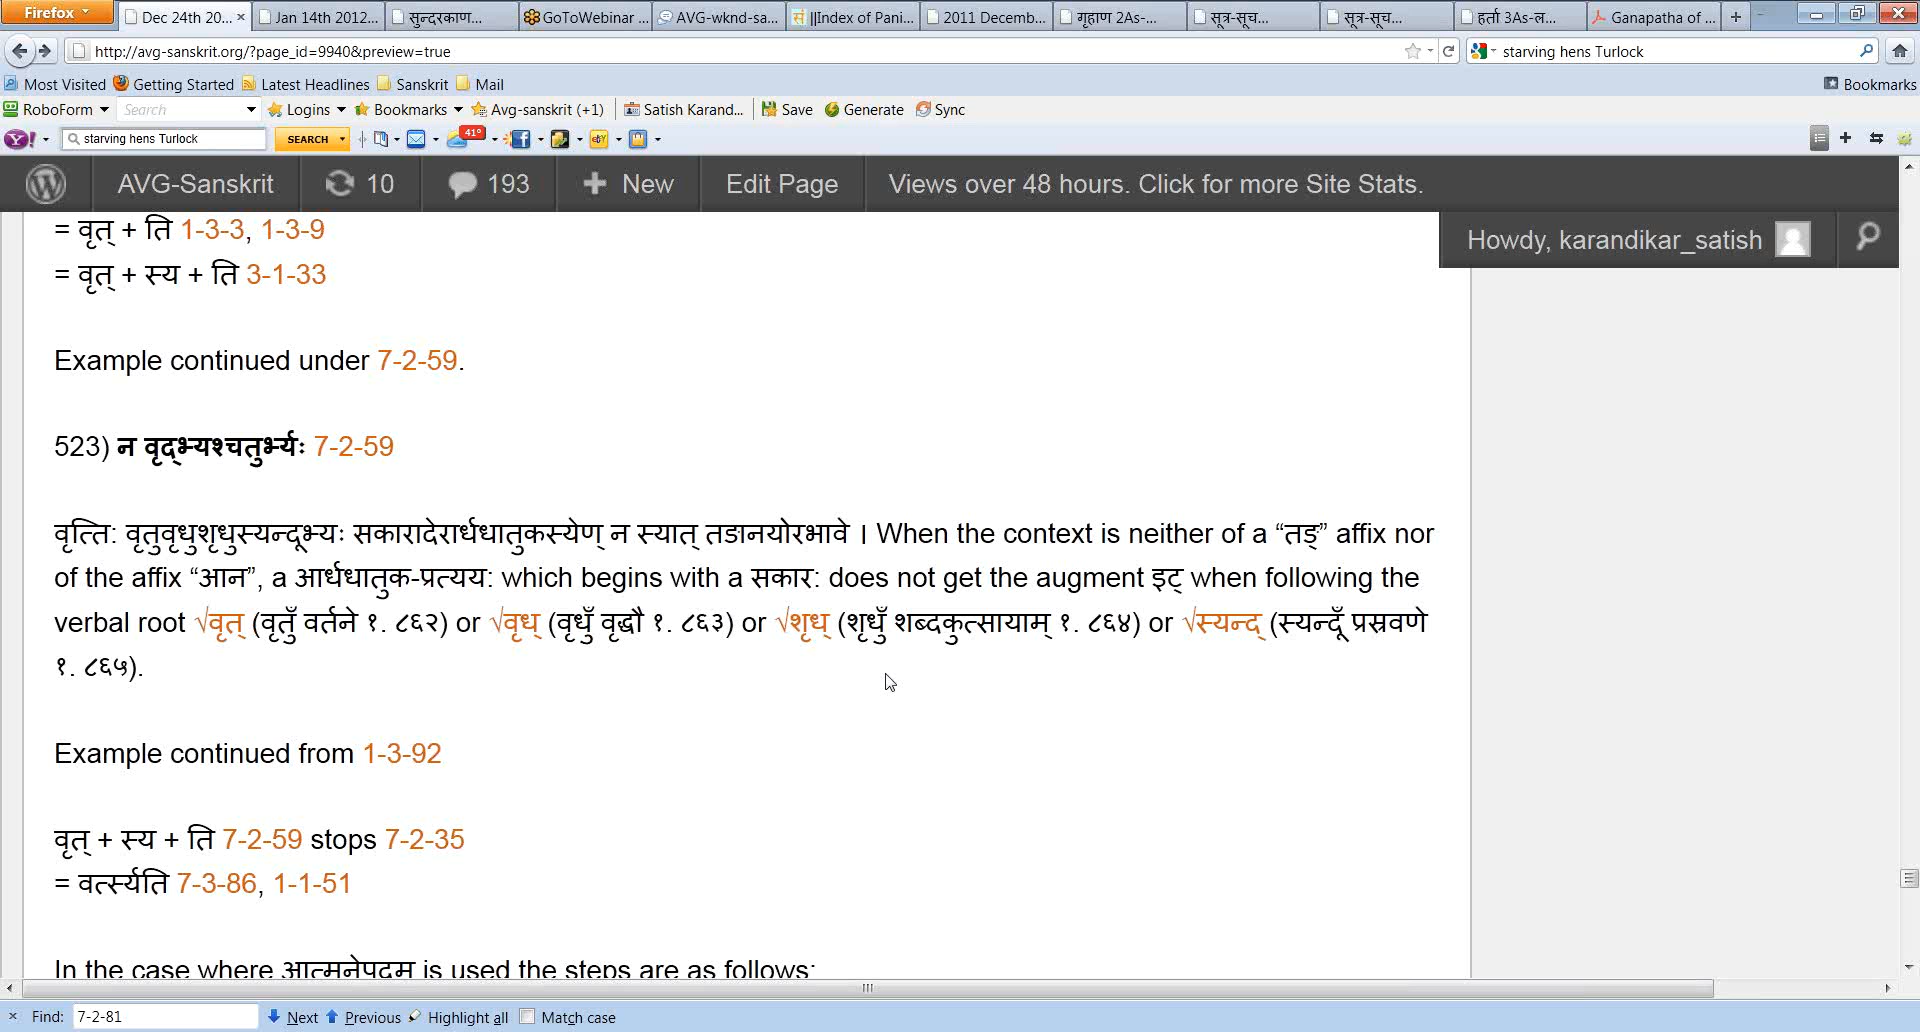 Firefox
Dec 24th 20...
Jan 14th 2012...
सुन्दरकाण...
GoToWebinar ...
AVG-wknd-sa...
||Index of Pani...
2011 Decemb...
गृहाण 2As-...
सूत्र-सूच...
सूत्र-सूच...
हर्ता 3As-ल...
Ganapatha of ...
http://avg-sanskrit.org/?page_id=9940&preview=true
starving hens Turlock
Most Visited Getting Started Latest Headlines Sanskrit Mail Bookmarks
RoboForm Search Logins Bookmarks Avg-sanskrit (+1) Satish Karand... Save Generate Sync
Y! starving hens Turlock SEARCH 41°
AVG-Sanskrit 10 193 + New Edit Page Views over 48 hours. Click for more Site Stats.
Howdy, karandikar_satish
= वृत् + ति 1-3-3, 1-3-9
= वृत् + स्य + ति 3-1-33
Example continued under 7-2-59.
523) न वृद्भ्यश्चतुर्भ्यः 7-2-59
वृत्ति: वृतुवृधुशृधुस्यन्दूभ्यः सकारादेरार्धधातुकस्येण् न स्यात् तङानयोरभावे । When the context is neither of a “तङ्” affix nor
of the affix “आन”, a आर्धधातुक-प्रत्यय: which begins with a सकार: does not get the augment इट् when following the
verbal root √वृत् (वृतुँ वर्तने १. ८६२) or √वृध् (वृधुँ वृद्धौ १. ८६३) or √शृध् (शृधुँ शब्दकुत्सायाम् १. ८६४) or √स्यन्द् (स्यन्दूँ प्रस्रवणे
१. ८६५).
Example continued from 1-3-92
वृत् + स्य + ति 7-2-59 stops 7-2-35
= वर्त्स्यति 7-3-86, 1-1-51
In the case where आत्मनेपदम् is used the steps are as follows:
× Find: 7-2-81 Next Previous Highlight all Match case